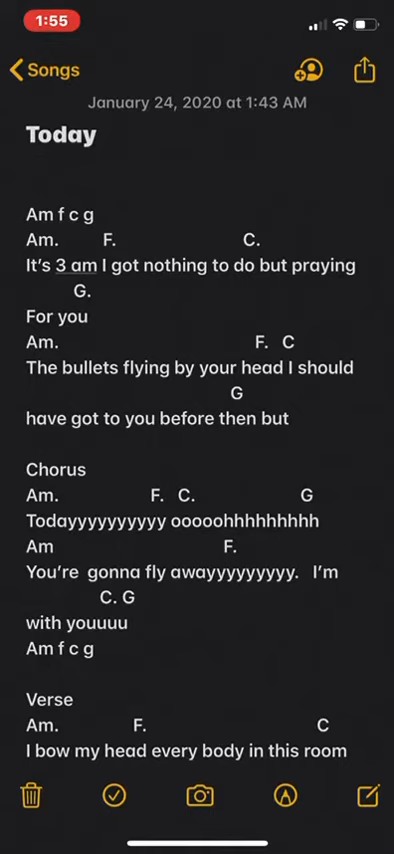 1:55
Songs
January 24, 2020 at 1:43 AM
Today
Am f c g
Am. F. C.
It's 3 am I got nothing to do but praying
G.
For you
Am. F. C
The bullets flying by your head I should
G
have got to you before then but
Chorus
Am. F. C. G
Todayyyyyyyyyy ooooohhhhhhhhh
Am F.
You're gonna fly awayyyyyyyyy. I'm
C. G
with youuuu
Am f c g
Verse
Am. F. C
I bow my head every body in this room